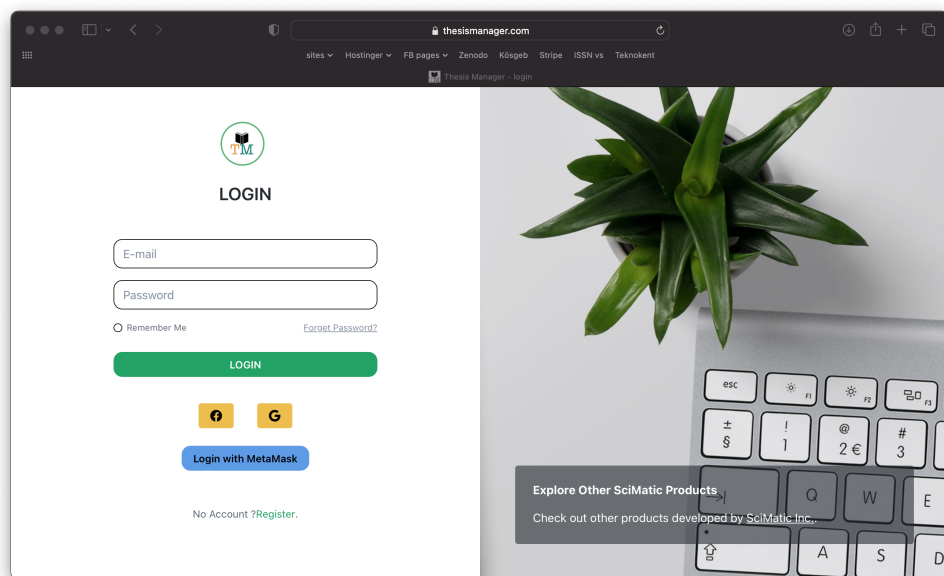 thesismanager.com
sites Hostinger FB pages Zenodo Kösgeb Stripe ISSN vs Teknokent
Thesis Manager - login
TM
LOGIN
E-mail
Password
Remember Me Forget Password?
LOGIN
G
Login with MetaMask
No Account ?Register.
esc F1 F2 F3
± § ! 1 @ 2 € # 3
Q W E
A S D
Explore Other SciMatic Products
Check out other products developed by SciMatic Inc..